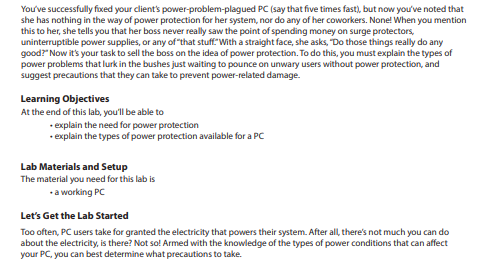 You've successfully fixed your client's power-problem-plagued PC (say that five times fast), but now you've noted that
she has nothing in the way of power protection for her system, nor do any of her coworkers. None! When you mention
this to her, she tells you that her boss never really saw the point of spending money on surge protectors,
uninterruptible power supplies, or any of "that stuff." With a straight face, she asks, "Do those things really do any
good?" Now it's your task to sell the boss on the idea of power protection. To do this, you must explain the types of
power problems that lurk in the bushes just waiting to pounce on unwary users without power protection, and
suggest precautions that they can take to prevent power-related damage.
Learning Objectives
At the end of this lab, you'll be able to
• explain the need for power protection
• explain the types of power protection available for a PC
Lab Materials and Setup
The material you need for this lab is
• a working PC
Let's Get the Lab Started
Too often, PC users take for granted the electricity that powers their system. After all, there's not much you can do
about the electricity, is there? Not so! Armed with the knowledge of the types of power conditions that can affect
your PC, you can best determine what precautions to take.